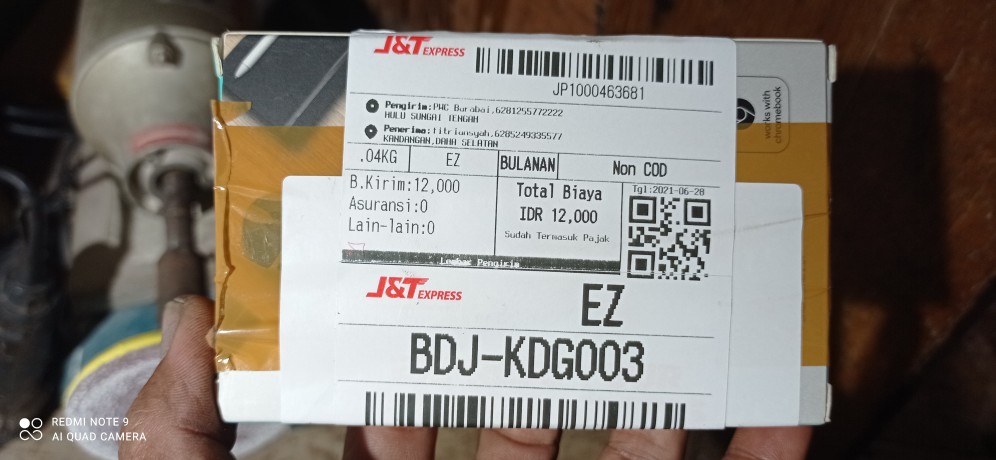 J&T EXPRESS
JP1000463681
Pengirim:PWC Barabai,6281255772222
HULU SUNGAI TENGAH
Penerima:fitriansyah,6285249335577
KANDANGAN,DAHA SELATAN
.04KG EZ BULANAN Non COD
B.Kirim:12,000
Asuransi:0
Lain-lain:0
Total Biaya
IDR 12,000
Sudah Termasuk Pajak
Tgl:2021-06-28
Lembar Pengirim
J&T EXPRESS
EZ
BDJ-KDG003
works with
chromebook
REDMI NOTE 9
AI QUAD CAMERA